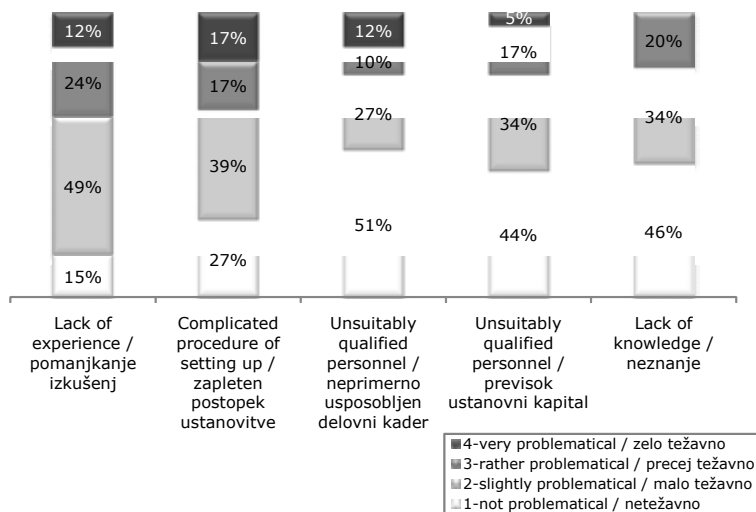 12%
17%
12%
5%
17%
20%
24%
17%
10%
27%
34%
34%
49%
39%
51%
44%
46%
15%
27%
Lack of
experience /
pomanjkanje
izkušenj
Complicated
procedure of
setting up /
zapleten
postopek
ustanovitve
Unsuitably
qualified
personnel /
neprimerno
usposobljen
delovni kader
Unsuitably
qualified
personnel /
previsok
ustanovni kapital
Lack of
knowledge /
neznanje
4-very problematical / zelo težavno
3-rather problematical / precej težavno
2-slightly problematical / malo težavno
1-not problematical / netežavno